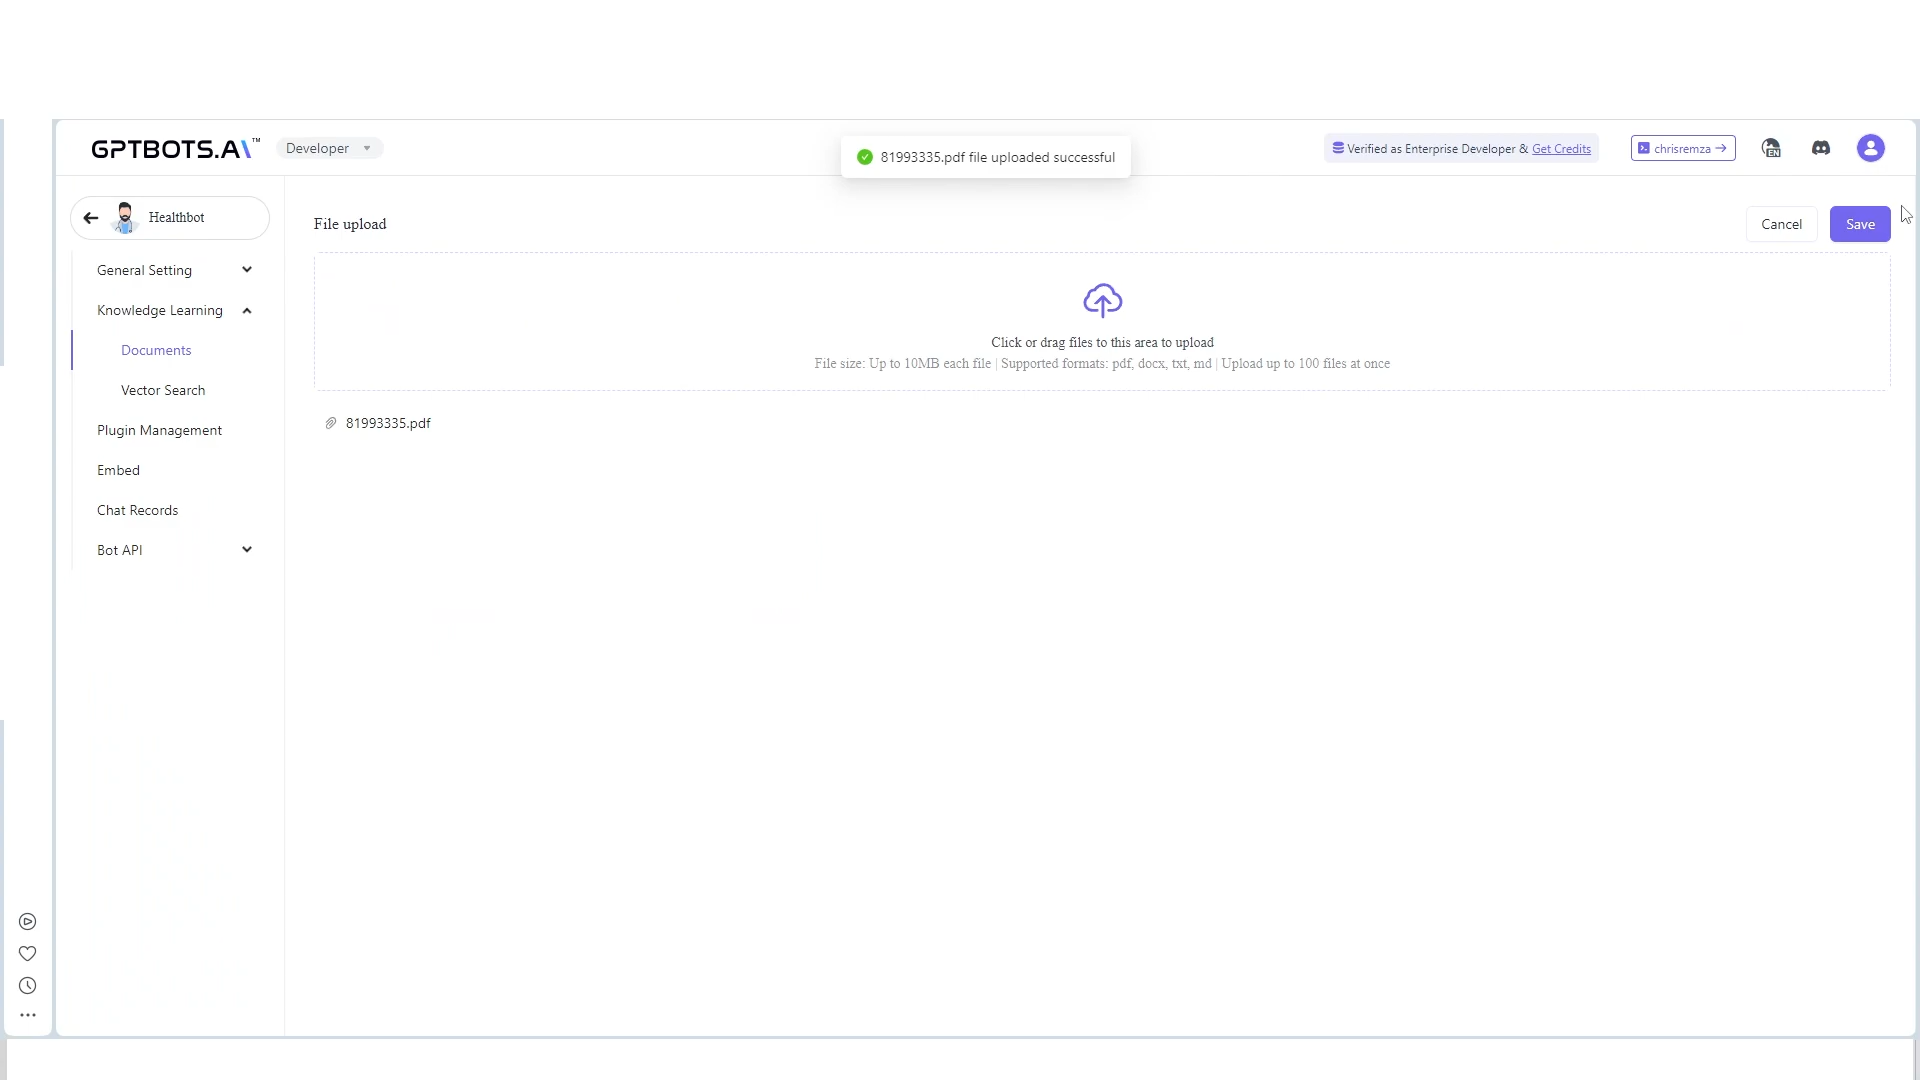 GPTBOTS.AI™ Developer
81993335.pdf file uploaded successful
Verified as Enterprise Developer & Get Credits
chrisremza →
EN
Healthbot
General Setting
Knowledge Learning
Documents
Vector Search
Plugin Management
Embed
Chat Records
Bot API
File upload
Cancel
Save
Click or drag files to this area to upload
File size: Up to 10MB each file | Supported formats: pdf, docx, txt, md | Upload up to 100 files at once
81993335.pdf